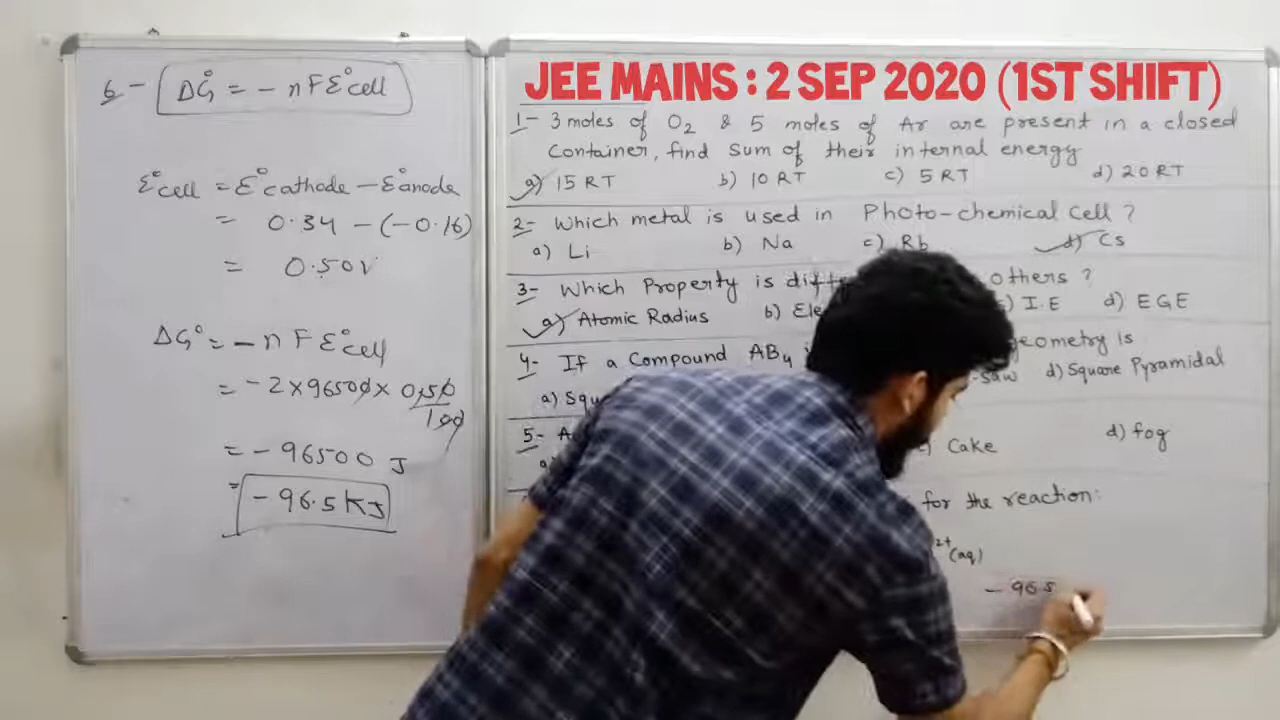 6- ΔG° = - nFE°cell
E°cell = E°cathode - E°anode
= 0.34 - (-0.16)
= 0.50V
ΔG° = - n F E°cell
= -2 × 96500 × 0.50
100
= - 96500 J
= - 96.5 KJ
JEE MAINS : 2 SEP 2020 (1ST SHIFT)
1- 3 moles of O2 & 5 moles of Ar are present in a closed
Container, find Sum of their internal energy
a) 15 RT b) 10 RT c) 5 RT d) 20 RT
2- Which metal is used in Photo-chemical Cell ?
a) Li b) Na c) Rb d) Cs
3- Which Property is others ?
a) Atomic Radius b) I.E d) EGE
4- If a Compound AB4 geometry is
a) d) Square Pyramidal
5-
Cake d) fog
for the reaction:
2+ (aq)
- 96.5